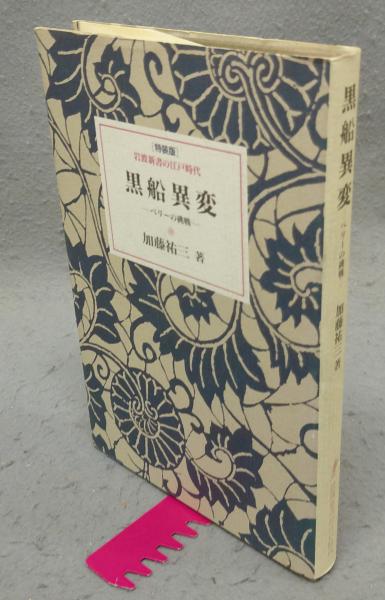 ［特装版］
岩波新書の江戸時代
黒船異変
―ペリーの挑戦―
加藤祐三 著
黒船異変
―ペリーの挑戦―
加藤祐三 著